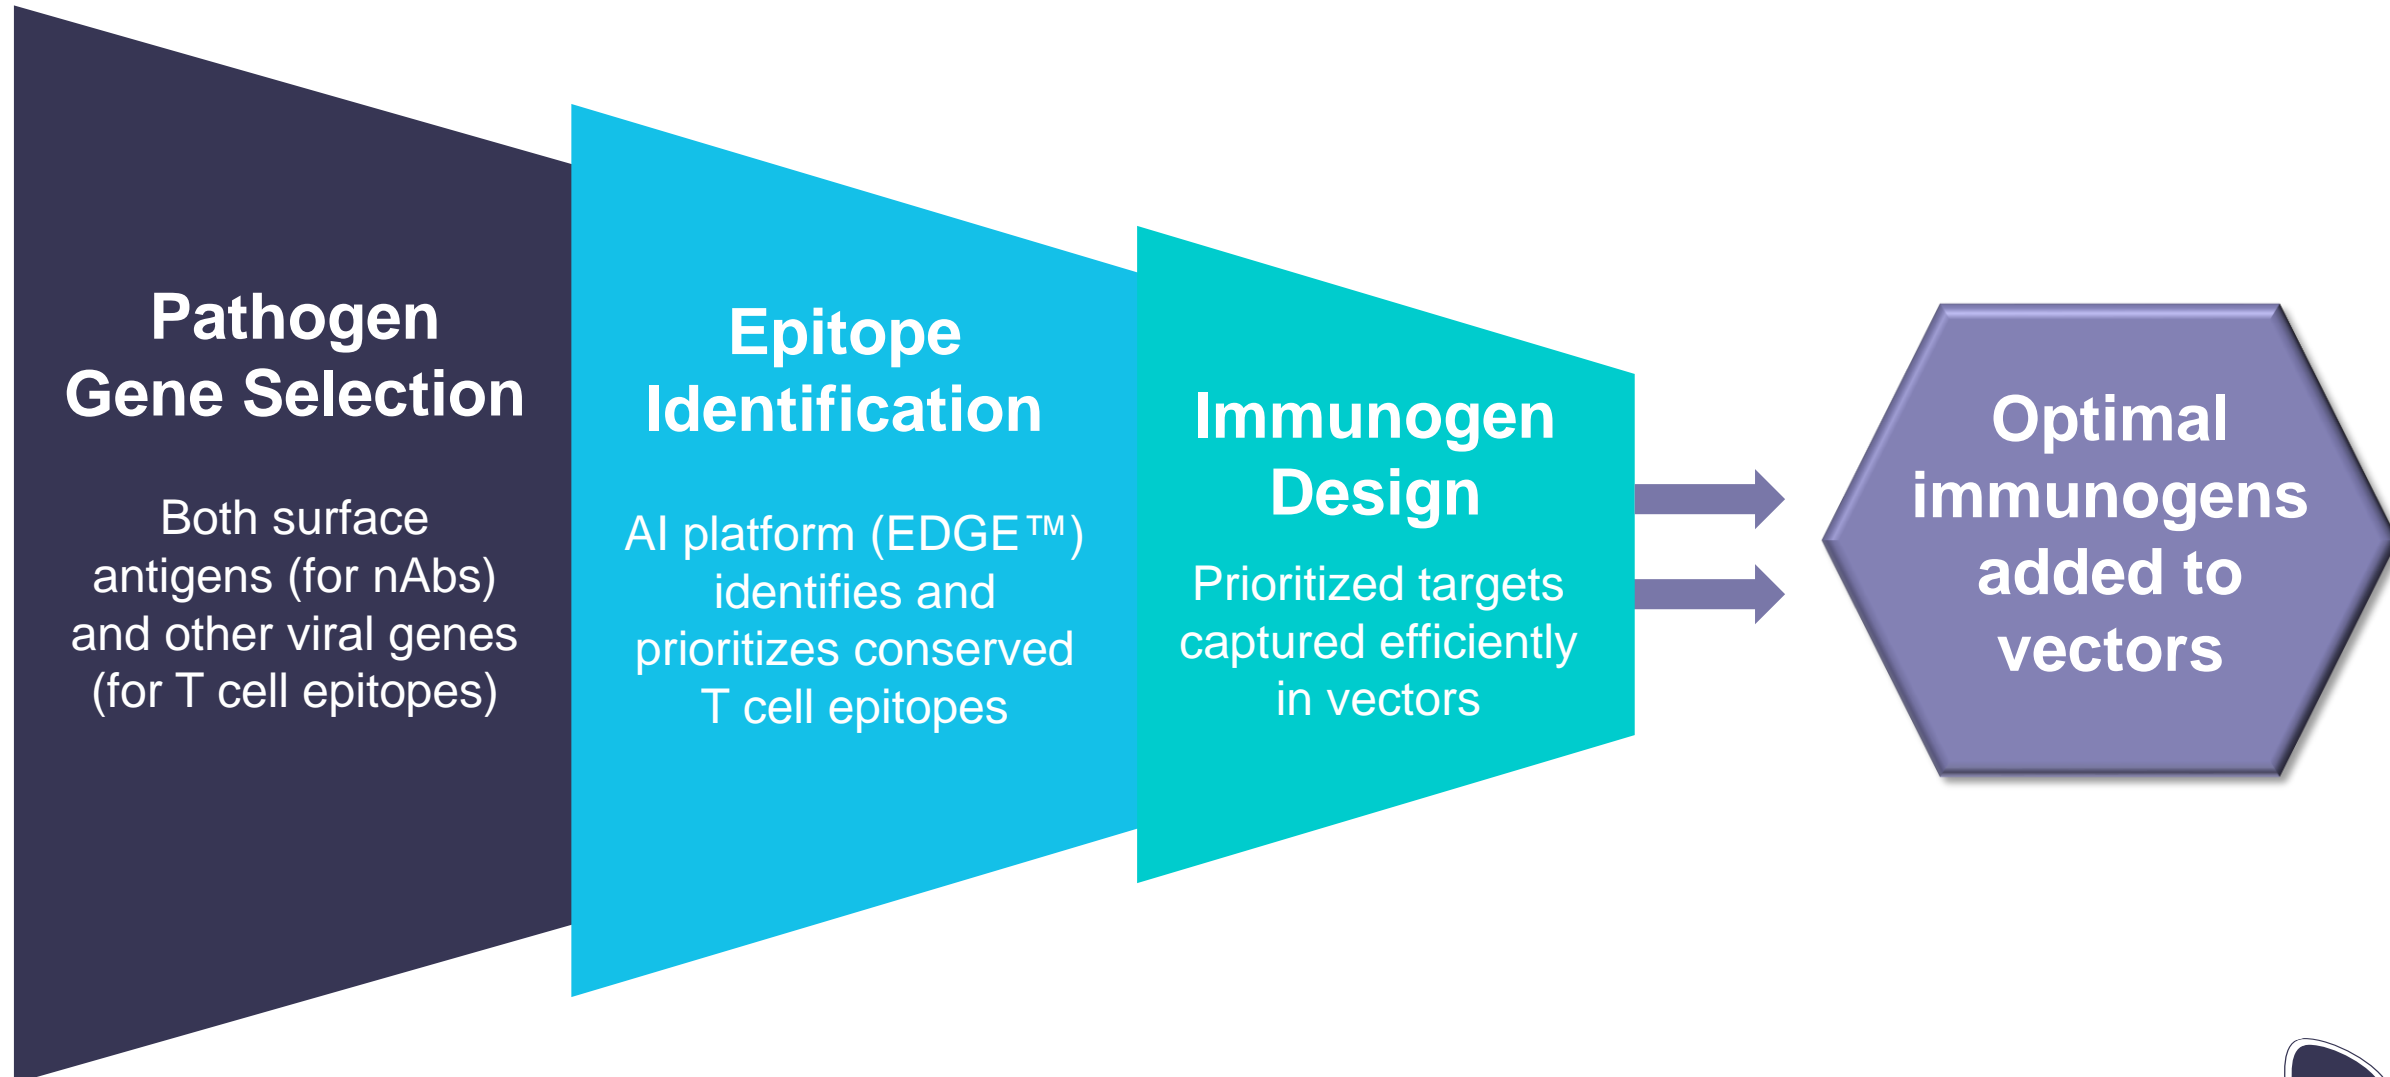 Pathogen
Gene Selection
Both surface
antigens (for nAbs)
and other viral genes
(for T cell epitopes)
Epitope
Identification
AI platform (EDGE™)
identifies and
prioritizes conserved
T cell epitopes
Immunogen
Design
Prioritized targets
captured efficiently
in vectors
Optimal
immunogens
added to
vectors